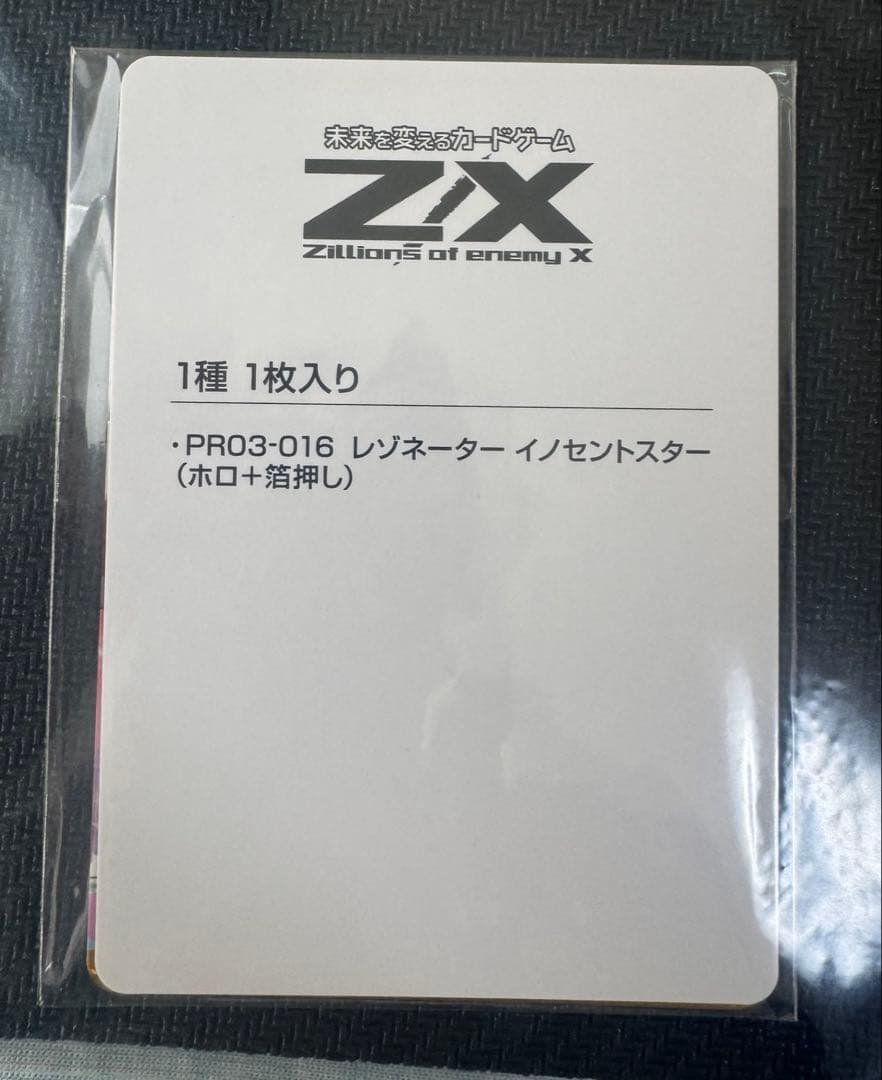 未来を変えるカードゲーム
Z/X
Zillions of enemy X
1種 1枚入り
・PR03-016 レゾネーター イノセントスター
（ホロ＋箔押し）